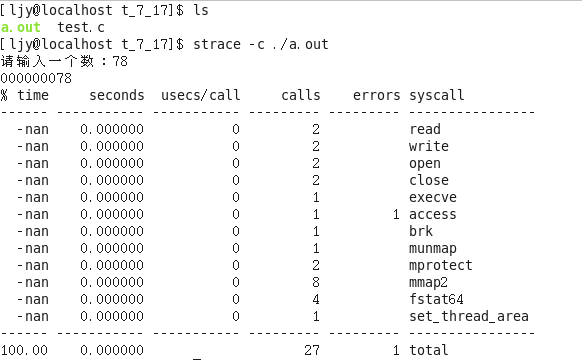 [ljy@localhost t_7_17]$ ls
a.out  test.c
[ljy@localhost t_7_17]$ strace -c ./a.out
请输入一个数：78
000000078
% time     seconds  usecs/call     calls    errors syscall
------ ----------- ----------- --------- --------- ----------------
  -nan    0.000000           0         2           read
  -nan    0.000000           0         2           write
  -nan    0.000000           0         2           open
  -nan    0.000000           0         2           close
  -nan    0.000000           0         1           execve
  -nan    0.000000           0         1         1 access
  -nan    0.000000           0         1           brk
  -nan    0.000000           0         1           munmap
  -nan    0.000000           0         2           mprotect
  -nan    0.000000           0         8           mmap2
  -nan    0.000000           0         4           fstat64
  -nan    0.000000           0         1           set_thread_area
------ ----------- ----------- --------- --------- ----------------
100.00    0.000000       _            27         1 total